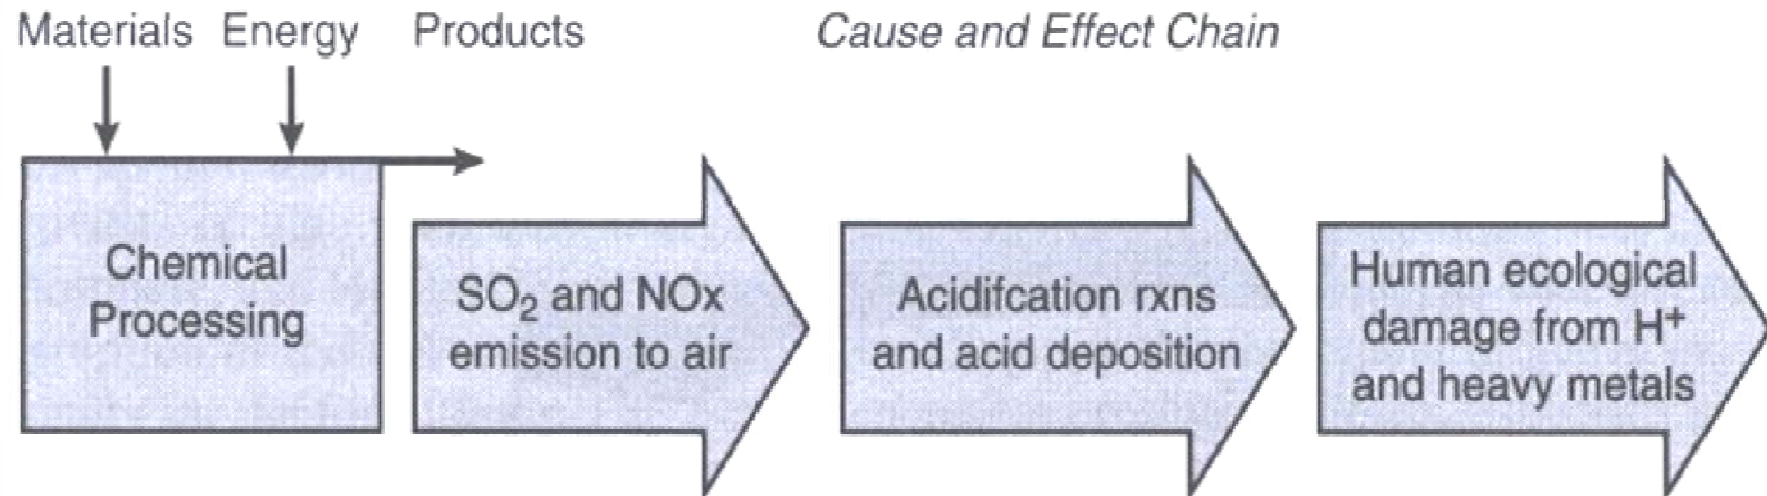 Materials Energy Products Cause and Effect Chain
Chemical
Processing
SO₂ and NOx
emission to air
Acidifcation rxns
and acid deposition
Human ecological
damage from H⁺
and heavy metals